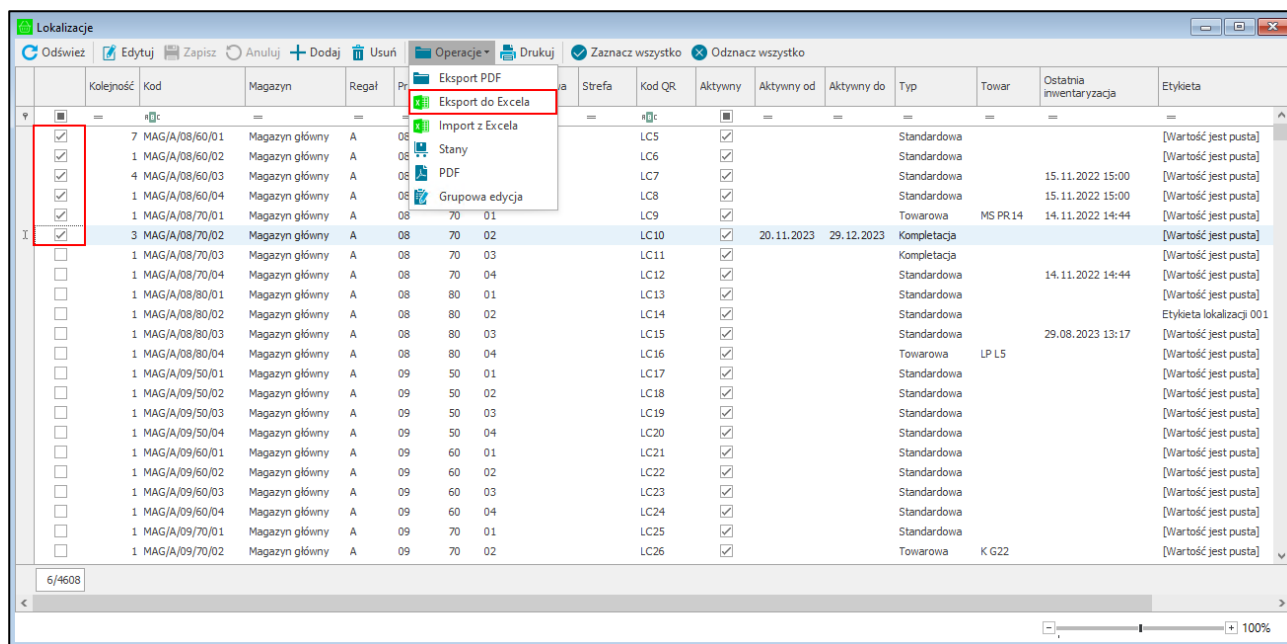 Lokalizacje
Odśwież Edytuj Zapisz Anuluj Dodaj Usuń Operacje Drukuj Zaznacz wszystko Odznacz wszystko
Kolejność Kod Magazyn Regał Strefa Kod QR Aktywny Aktywny od Aktywny do Typ Towar Ostatnia inwentaryzacja Etykieta
Eksport PDF
Eksport do Excela
Import z Excela
Stany
PDF
Grupowa edycja
7 MAG/A/08/60/01 Magazyn główny A LC5 Standardowa [Wartość jest pusta]
1 MAG/A/08/60/02 Magazyn główny A LC6 Standardowa [Wartość jest pusta]
4 MAG/A/08/60/03 Magazyn główny A LC7 Standardowa 15.11.2022 15:00 [Wartość jest pusta]
1 MAG/A/08/60/04 Magazyn główny A LC8 Standardowa 15.11.2022 15:00 [Wartość jest pusta]
1 MAG/A/08/70/01 Magazyn główny A 08 70 01 LC9 Towarowa MS PR14 14.11.2022 14:44 [Wartość jest pusta]
3 MAG/A/08/70/02 Magazyn główny A 08 70 02 LC10 20.11.2023 29.12.2023 Kompletacja [Wartość jest pusta]
1 MAG/A/08/70/03 Magazyn główny A 08 70 03 LC11 Kompletacja [Wartość jest pusta]
1 MAG/A/08/70/04 Magazyn główny A 08 70 04 LC12 Standardowa 14.11.2022 14:44 [Wartość jest pusta]
1 MAG/A/08/80/01 Magazyn główny A 08 80 01 LC13 Standardowa [Wartość jest pusta]
1 MAG/A/08/80/02 Magazyn główny A 08 80 02 LC14 Standardowa Etykieta lokalizacji 001
1 MAG/A/08/80/03 Magazyn główny A 08 80 03 LC15 Standardowa 29.08.2023 13:17 [Wartość jest pusta]
1 MAG/A/08/80/04 Magazyn główny A 08 80 04 LC16 Towarowa LP L5 [Wartość jest pusta]
1 MAG/A/09/50/01 Magazyn główny A 09 50 01 LC17 Standardowa [Wartość jest pusta]
1 MAG/A/09/50/02 Magazyn główny A 09 50 02 LC18 Standardowa [Wartość jest pusta]
1 MAG/A/09/50/03 Magazyn główny A 09 50 03 LC19 Standardowa [Wartość jest pusta]
1 MAG/A/09/50/04 Magazyn główny A 09 50 04 LC20 Standardowa [Wartość jest pusta]
1 MAG/A/09/60/01 Magazyn główny A 09 60 01 LC21 Standardowa [Wartość jest pusta]
1 MAG/A/09/60/02 Magazyn główny A 09 60 02 LC22 Standardowa [Wartość jest pusta]
1 MAG/A/09/60/03 Magazyn główny A 09 60 03 LC23 Standardowa [Wartość jest pusta]
1 MAG/A/09/60/04 Magazyn główny A 09 60 04 LC24 Standardowa [Wartość jest pusta]
1 MAG/A/09/70/01 Magazyn główny A 09 70 01 LC25 Standardowa [Wartość jest pusta]
1 MAG/A/09/70/02 Magazyn główny A 09 70 02 LC26 Towarowa K G22 [Wartość jest pusta]
6/4608
100%